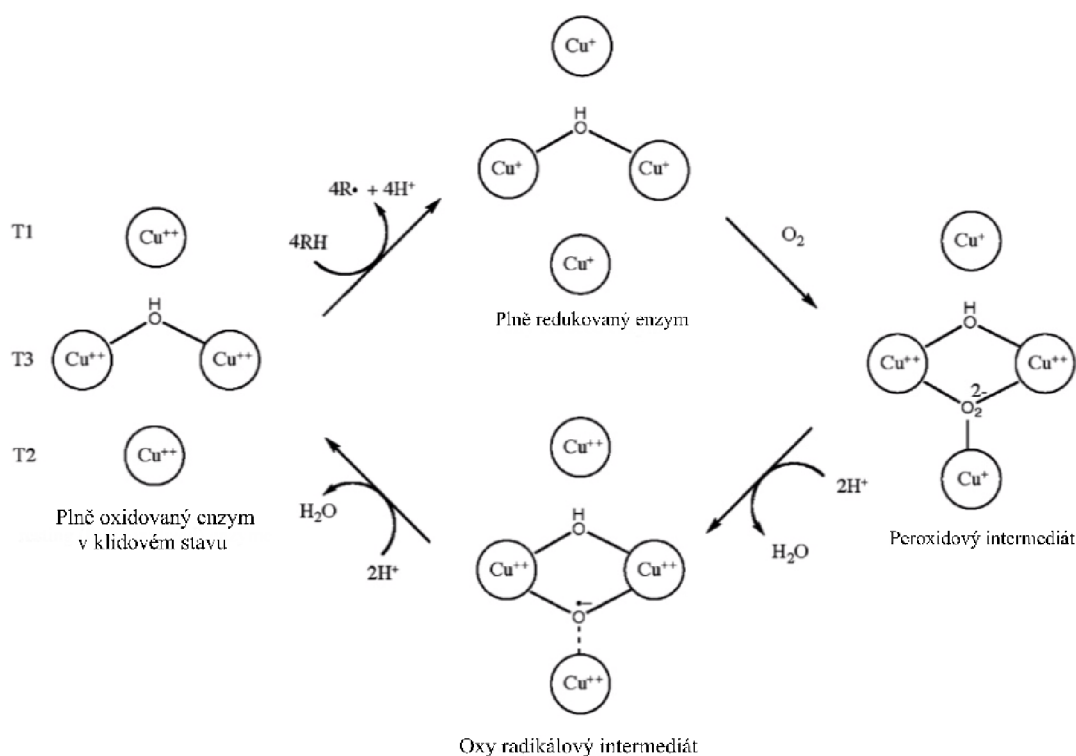 Cu⁺
H
O
Cu⁺
Cu⁺
4R• + 4H⁺
4RH
Cu⁺
Plně redukovaný enzym
O₂
T1
Cu⁺⁺
H
O
T3
Cu⁺⁺
Cu⁺⁺
T2
Cu⁺⁺
Plně oxidovaný enzym
v klidovém stavu
Cu⁺
H
O
Cu⁺⁺
Cu⁺⁺
O₂²⁻
Cu⁺
Peroxidový intermediát
2H⁺
H₂O
Cu⁺⁺
H
O
Cu⁺⁺
Cu⁺⁺
O•−
Cu⁺⁺
Oxy radikálový intermediát
H₂O
2H⁺